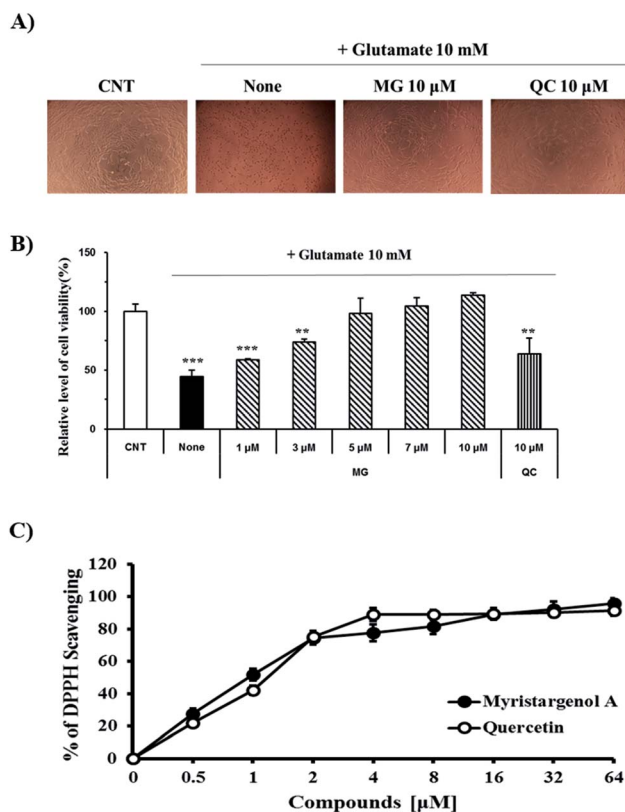 A)
+ Glutamate 10 mM
CNT None MG 10 µM QC 10 µM
B)
+ Glutamate 10 mM
Relative level of cell viability(%)
150
100
50
0
*** *** ** **
CNT None 1 µM 3 µM 5 µM 7 µM 10 µM 10 µM
MG QC
C)
% of DPPH Scavenging
120
100
80
60
40
20
0
Myristargenol A
Quercetin
0 0.5 1 2 4 8 16 32 64
Compounds [µM]